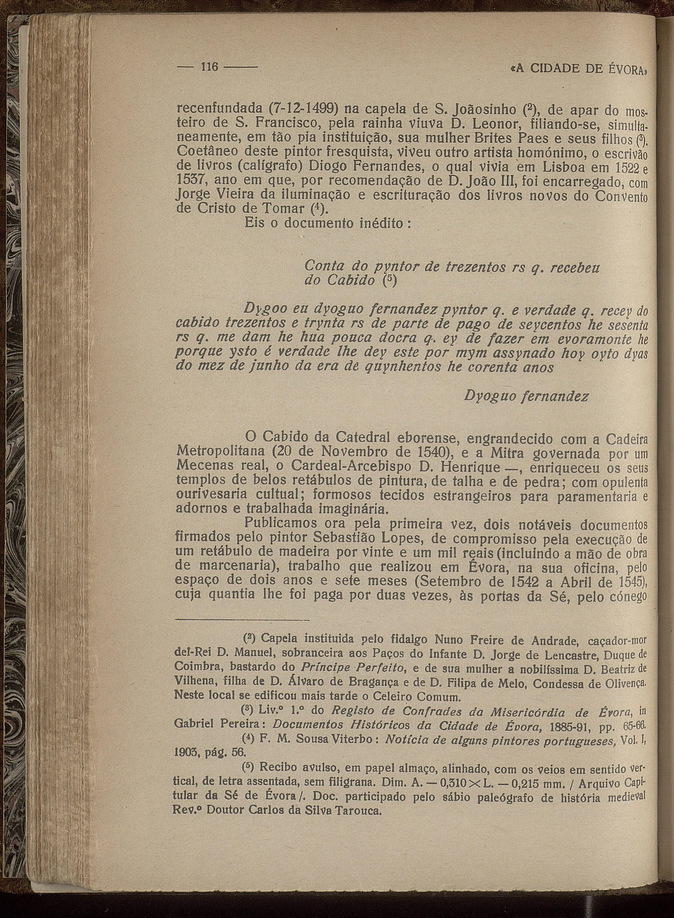 — 116 —— «A CIDADE DE ÉVORA»
recenfundada (7-12-1499) na capela de S. Joãosinho (²), de apar do mos-
teiro de S. Francisco, pela rainha viuva D. Leonor, filiando-se, simulta-
neamente, em tão pia instituição, sua mulher Brites Paes e seus filhos (³).
Coetâneo deste pintor fresquista, viveu outro artista homónimo, o escrivão
de livros (calígrafo) Diogo Fernandes, o qual vivia em Lisboa em 1522 e
1537, ano em que, por recomendação de D. João III, foi encarregado, com
Jorge Vieira da iluminação e escrituração dos livros novos do Convento
de Cristo de Tomar (⁴).
Eis o documento inédito :
Conta do pyntor de trezentos rs q. recebeu
do Cabido (⁵)
Dygoo eu dyoguo fernandez pyntor q. e verdade q. recey do
cabido trezentos e trynta rs de parte de pago de seycentos he sesenta
rs q. me dam he hua pouca docra q. ey de fazer em evoramonte he
porque ysto é verdade lhe dey este por mym assynado hoy oyto dyas
do mez de junho da era de quynhentos he corenta anos
Dyoguo fernandez
O Cabido da Catedral eborense, engrandecido com a Cadeira
Metropolitana (20 de Novembro de 1540), e a Mitra governada por um
Mecenas real, o Cardeal-Arcebispo D. Henrique —, enriqueceu os seus
templos de belos retábulos de pintura, de talha e de pedra; com opulenta
ourivesaria cultual; formosos tecidos estrangeiros para paramentaria e
adornos e trabalhada imaginária.
Publicamos ora pela primeira vez, dois notáveis documentos
firmados pelo pintor Sebastião Lopes, de compromisso pela execução de
um retábulo de madeira por vinte e um mil reais (incluindo a mão de obra
de marcenaria), trabalho que realizou em Évora, na sua oficina, pelo
espaço de dois anos e sete meses (Setembro de 1542 a Abril de 1545),
cuja quantia lhe foi paga por duas vezes, às portas da Sé, pelo cónego
(²) Capela instituida pelo fidalgo Nuno Freire de Andrade, caçador-mor
del-Rei D. Manuel, sobranceira aos Paços do Infante D. Jorge de Lencastre, Duque de
Coimbra, bastardo do Príncipe Perfeito, e de sua mulher a nobilíssima D. Beatriz de
Vilhena, filha de D. Álvaro de Bragança e de D. Filipa de Melo, Condessa de Olivença.
Neste local se edificou mais tarde o Celeiro Comum.
(³) Liv.º 1.º do Registo de Confrades da Misericórdia de Évora, in
Gabriel Pereira : Documentos Históricos da Cidade de Évora, 1885-91, pp. 65-66.
(⁴) F. M. Sousa Viterbo : Notícia de alguns pintores portugueses, Vol. I,
1903, pág. 56.
(⁵) Recibo avulso, em papel almaço, alinhado, com os veios em sentido ver-
tical, de letra assentada, sem filigrana. Dim. A. — 0,310 × L. — 0,215 mm. / Arquivo Capi-
tular da Sé de Évora /. Doc. participado pelo sábio paleógrafo de história medieval
Rev.º Doutor Carlos da Silva Tarouca.